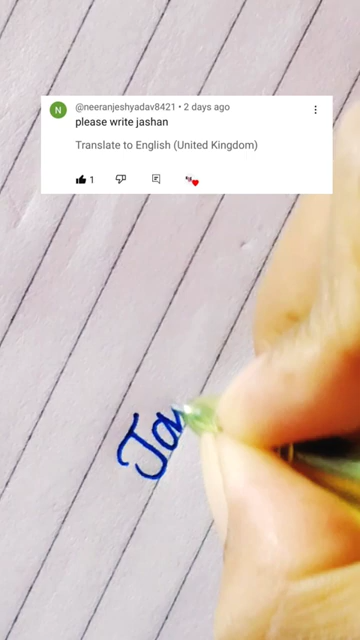 N
@neeranjeshyadav8421 • 2 days ago
please write jashan
Translate to English (United Kingdom)
1
Ja